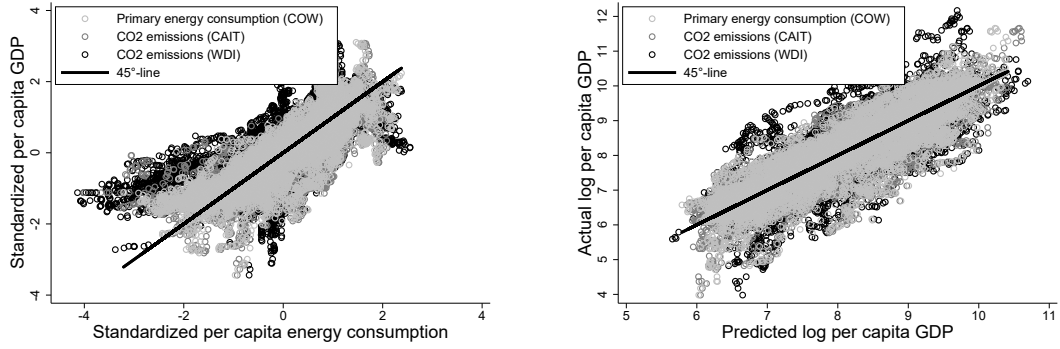 Primary energy consumption (COW)
CO2 emissions (CAIT)
CO2 emissions (WDI)
45°-line
Standardized per capita GDP
4
2
0
-2
-4
-4
-2
0
2
4
Standardized per capita energy consumption
Primary energy consumption (COW)
CO2 emissions (CAIT)
CO2 emissions (WDI)
45°-line
Actual log per capita GDP
12
11
10
9
8
7
6
5
4
5
6
7
8
9
10
11
Predicted log per capita GDP